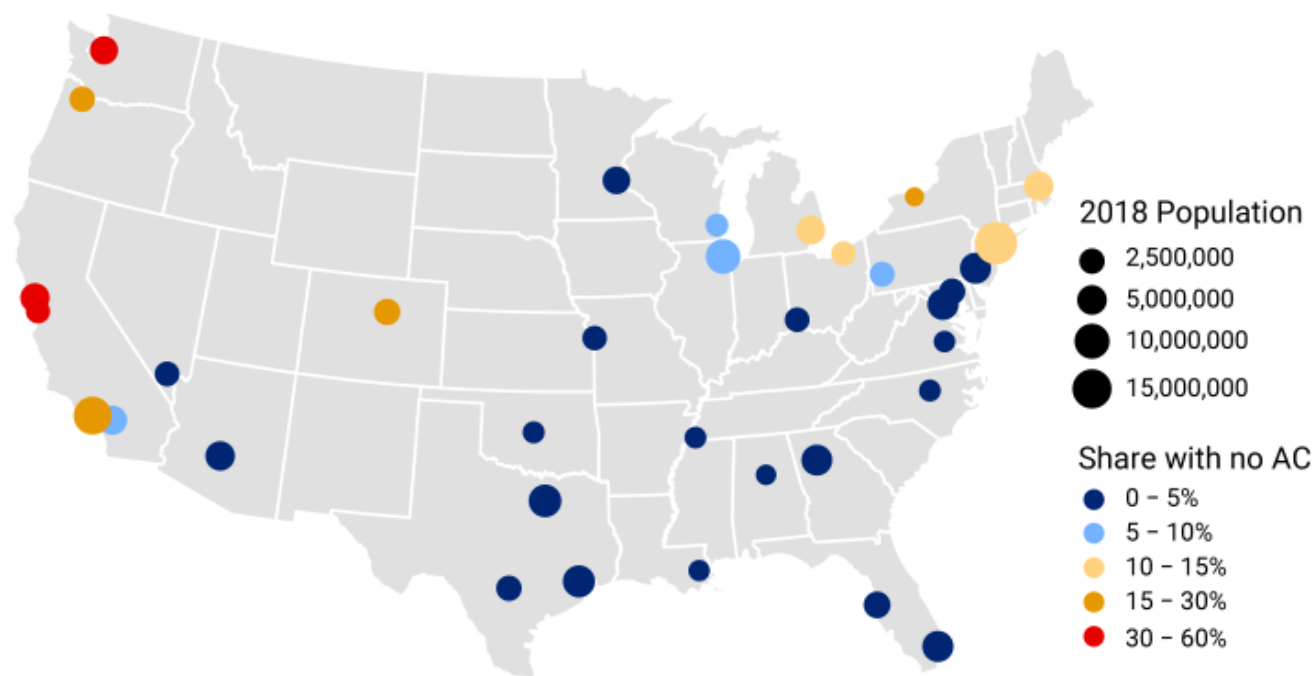 2018 Population
2,500,000
5,000,000
10,000,000
15,000,000
Share with no AC
0 – 5%
5 – 10%
10 – 15%
15 – 30%
30 – 60%